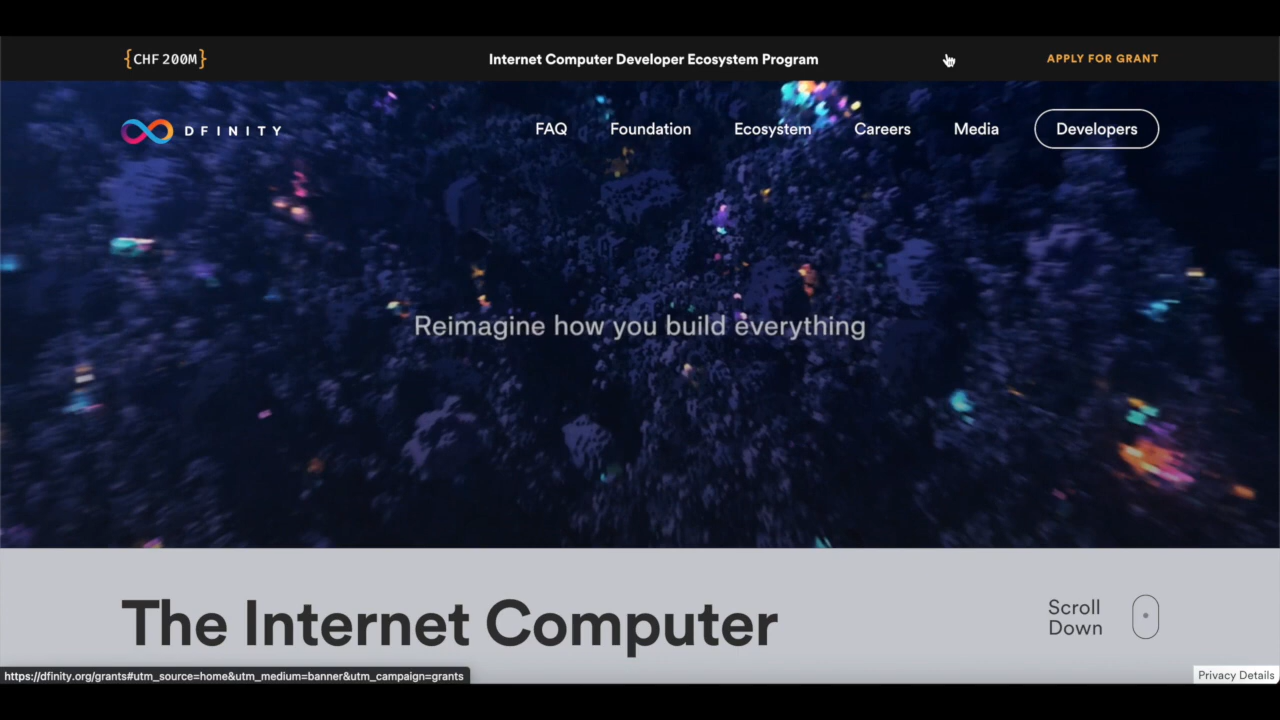 {CHF 200M}
Internet Computer Developer Ecosystem Program
APPLY FOR GRANT
DFINITY
FAQ
Foundation
Ecosystem
Careers
Media
Developers
Reimagine how you build everything
The Internet Computer
Scroll
Down
https://dfinity.org/grants#utm_source=home&utm_medium=banner&utm_campaign=grants
Privacy Details